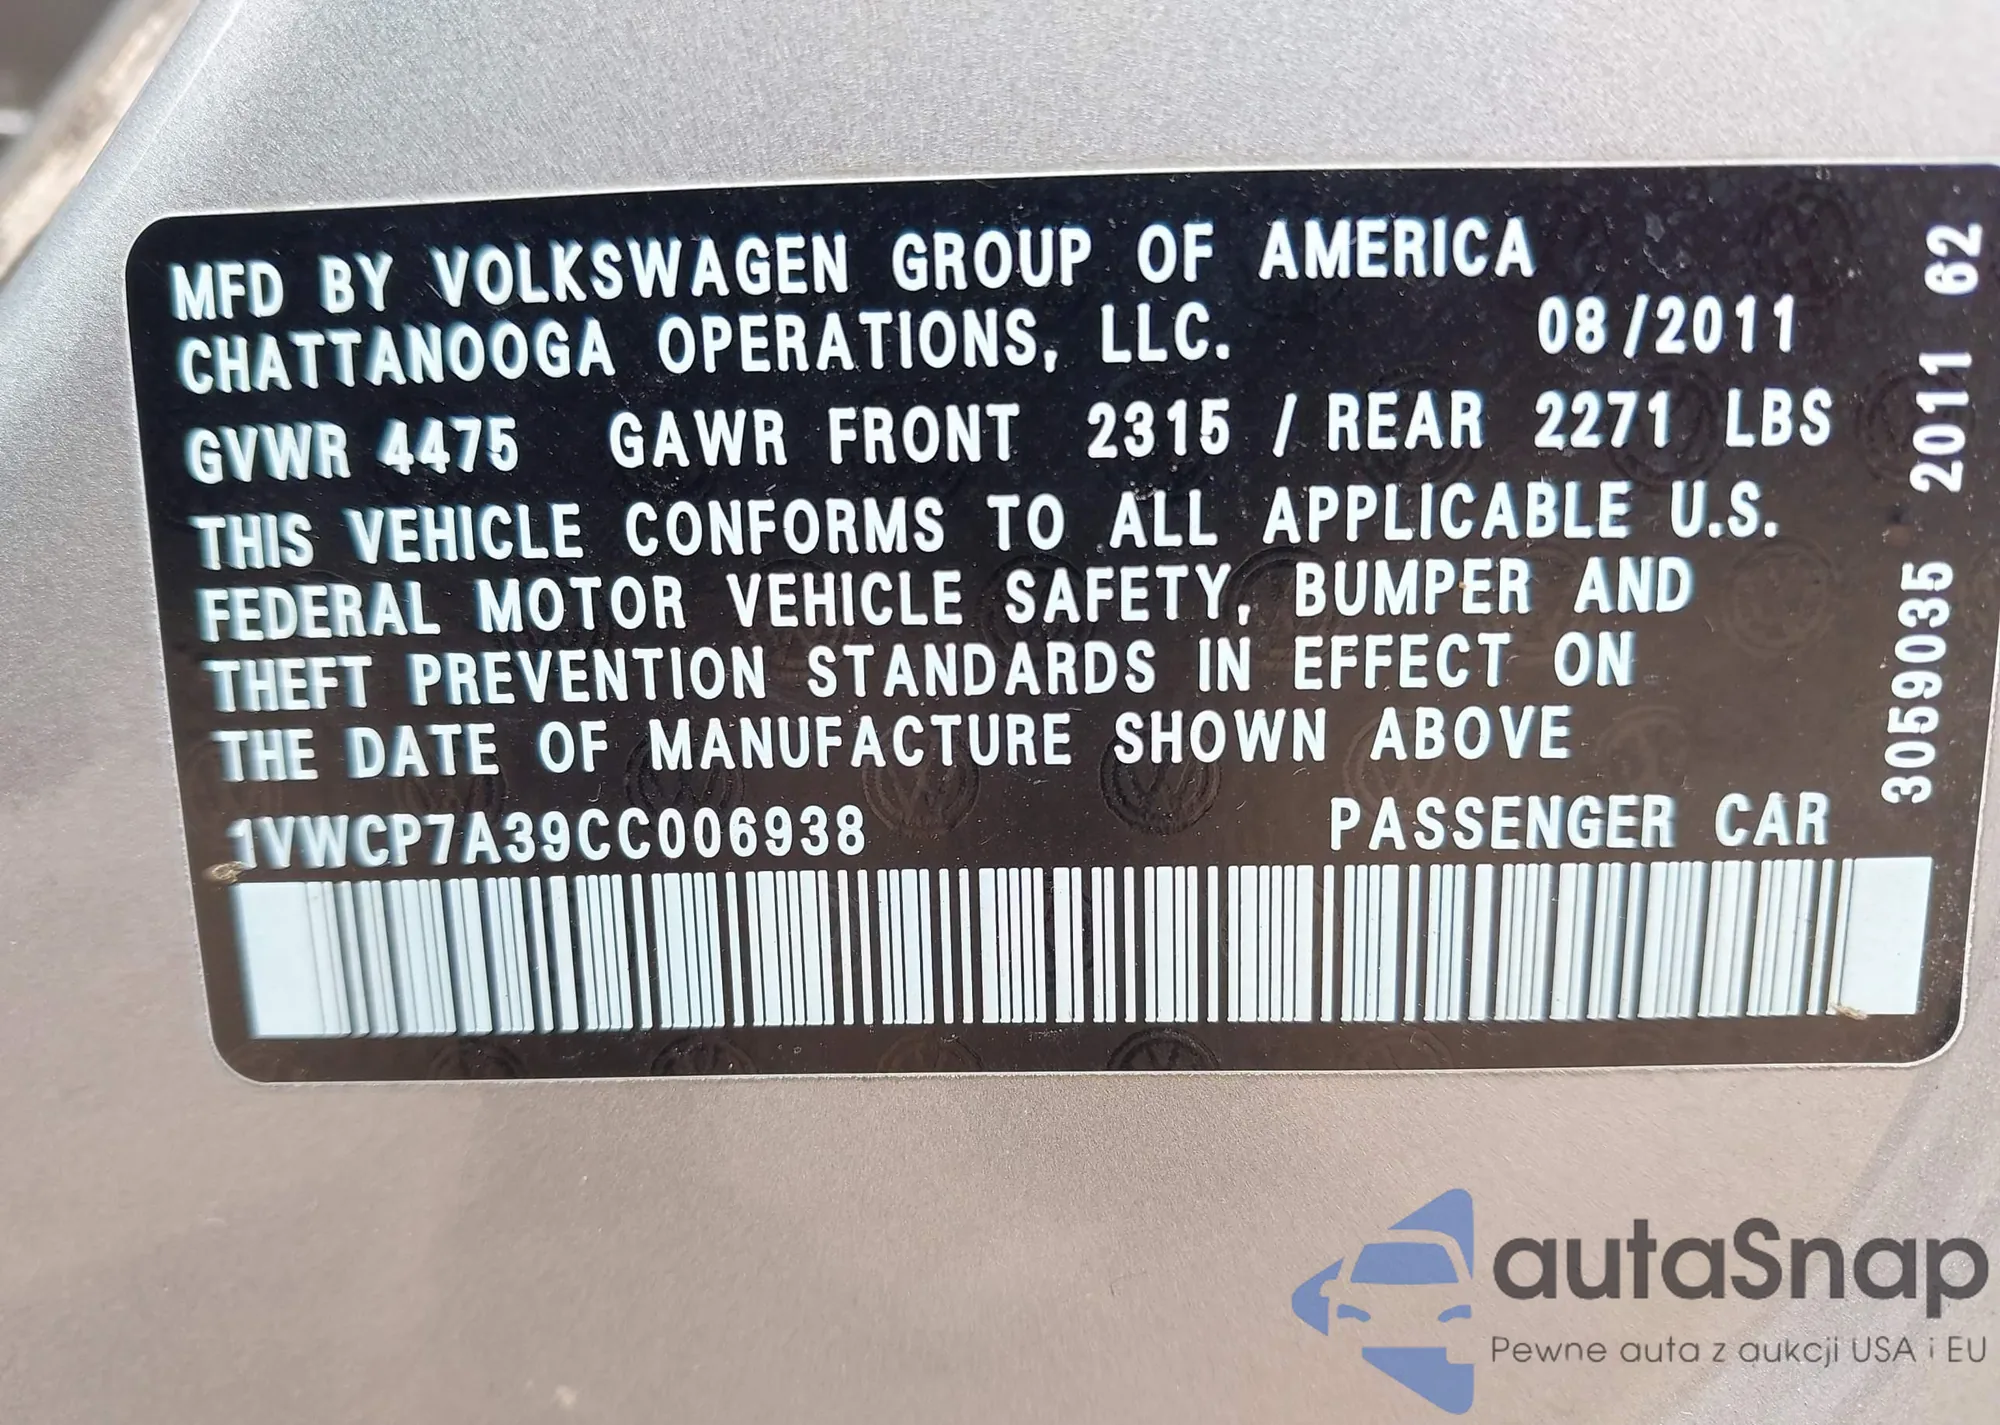 MFD BY VOLKSWAGEN GROUP OF AMERICA
CHATTANOOGA OPERATIONS, LLC. 08/2011
GVWR 4475 GAWR FRONT 2315 / REAR 2271 LBS
THIS VEHICLE CONFORMS TO ALL APPLICABLE U.S.
FEDERAL MOTOR VEHICLE SAFETY, BUMPER AND
THEFT PREVENTION STANDARDS IN EFFECT ON
THE DATE OF MANUFACTURE SHOWN ABOVE
1VWCP7A39CC006938 PASSENGER CAR
3059035 2011 62
autaSnap
Pewne auta z aukcji USA i EU